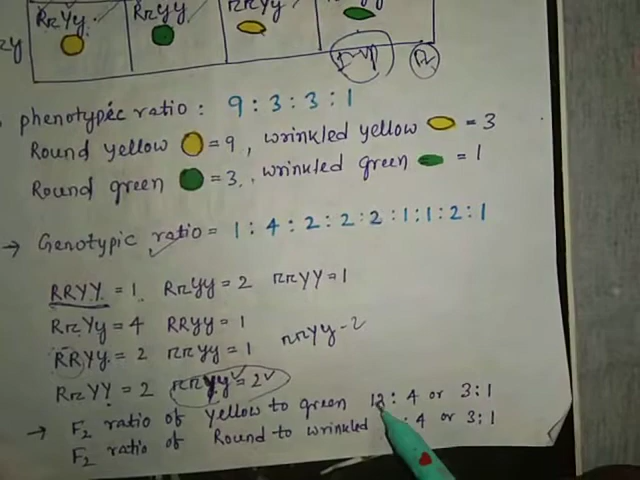 RrYy. Rryy rrYy
phenotypic ratio : 9 : 3 : 3 : 1
Round yellow = 9, wrinkled yellow = 3
Round green = 3, wrinkled green = 1
→ Genotypic ratio = 1 : 4 : 2 : 2 : 2 : 1 : 1 : 2 : 1
RRYY = 1. Rryy = 2 rrYY = 1
RrYy = 4 RRyy = 1 rrYy - 2
RRYy = 2 rryy = 1
RrYY = 2 = 2
→ F2 ratio of yellow to green 12 : 4 or 3 : 1
F2 ratio of Round to wrinkled : 4 or 3 : 1